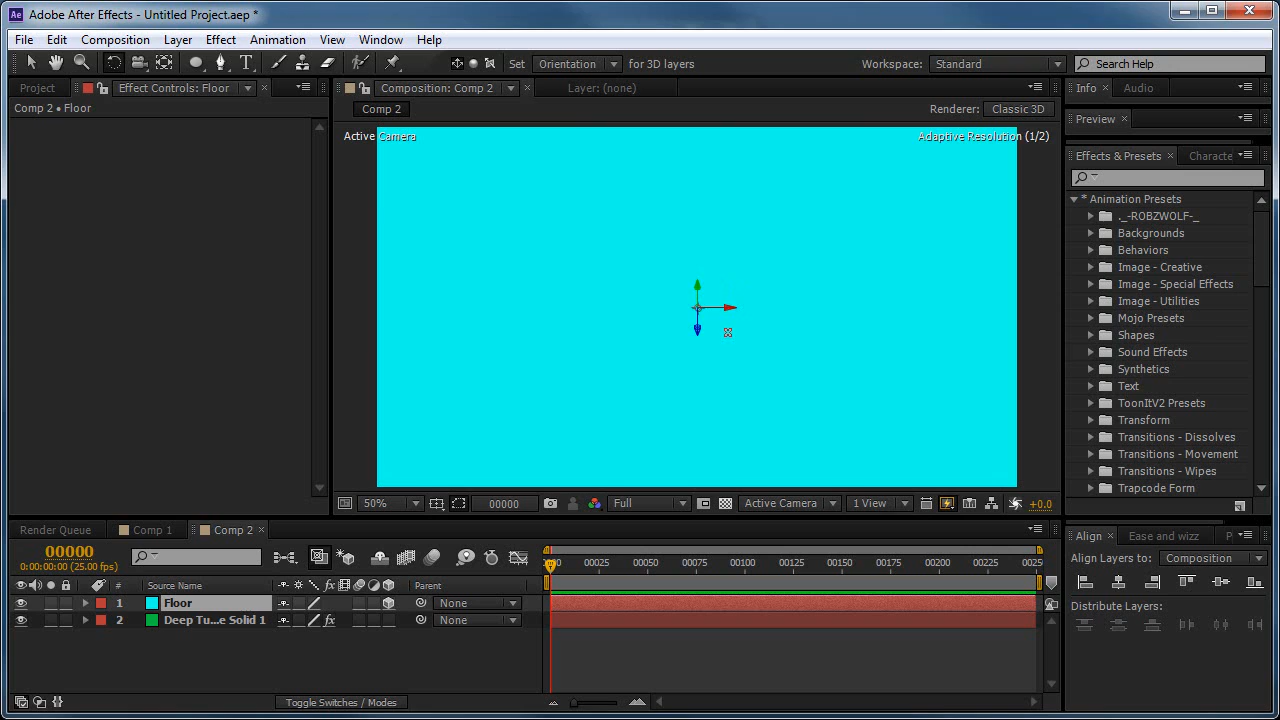 Ae Adobe After Effects - Untitled Project.aep *
File Edit Composition Layer Effect Animation View Window Help
Set Orientation for 3D layers Workspace: Standard Search Help
Project Effect Controls: Floor Composition: Comp 2 Layer: (none) Info Audio
Comp 2 • Floor
Comp 2 Renderer: Classic 3D
Preview
Active Camera Adaptive Resolution (1/2)
Effects & Presets Characte
* Animation Presets
._-ROBZWOLF-_
Backgrounds
Behaviors
Image - Creative
Image - Special Effects
Image - Utilities
Mojo Presets
Shapes
Sound Effects
Synthetics
Text
ToonItV2 Presets
Transform
Transitions - Dissolves
Transitions - Movement
Transitions - Wipes
Trapcode Form
50% 00000 Full Active Camera 1 View +0.0
Render Queue Comp 1 Comp 2
Align Ease and wizz P
00000
0:00:00:00 (25.00 fps)
Align Layers to: Composition
00025 00050 00075 00100 00125 00150 00175 00200 00225 0025
# Source Name fx Parent
1 Floor None
2 Deep Tu...e Solid 1 fx None
Distribute Layers:
Toggle Switches / Modes